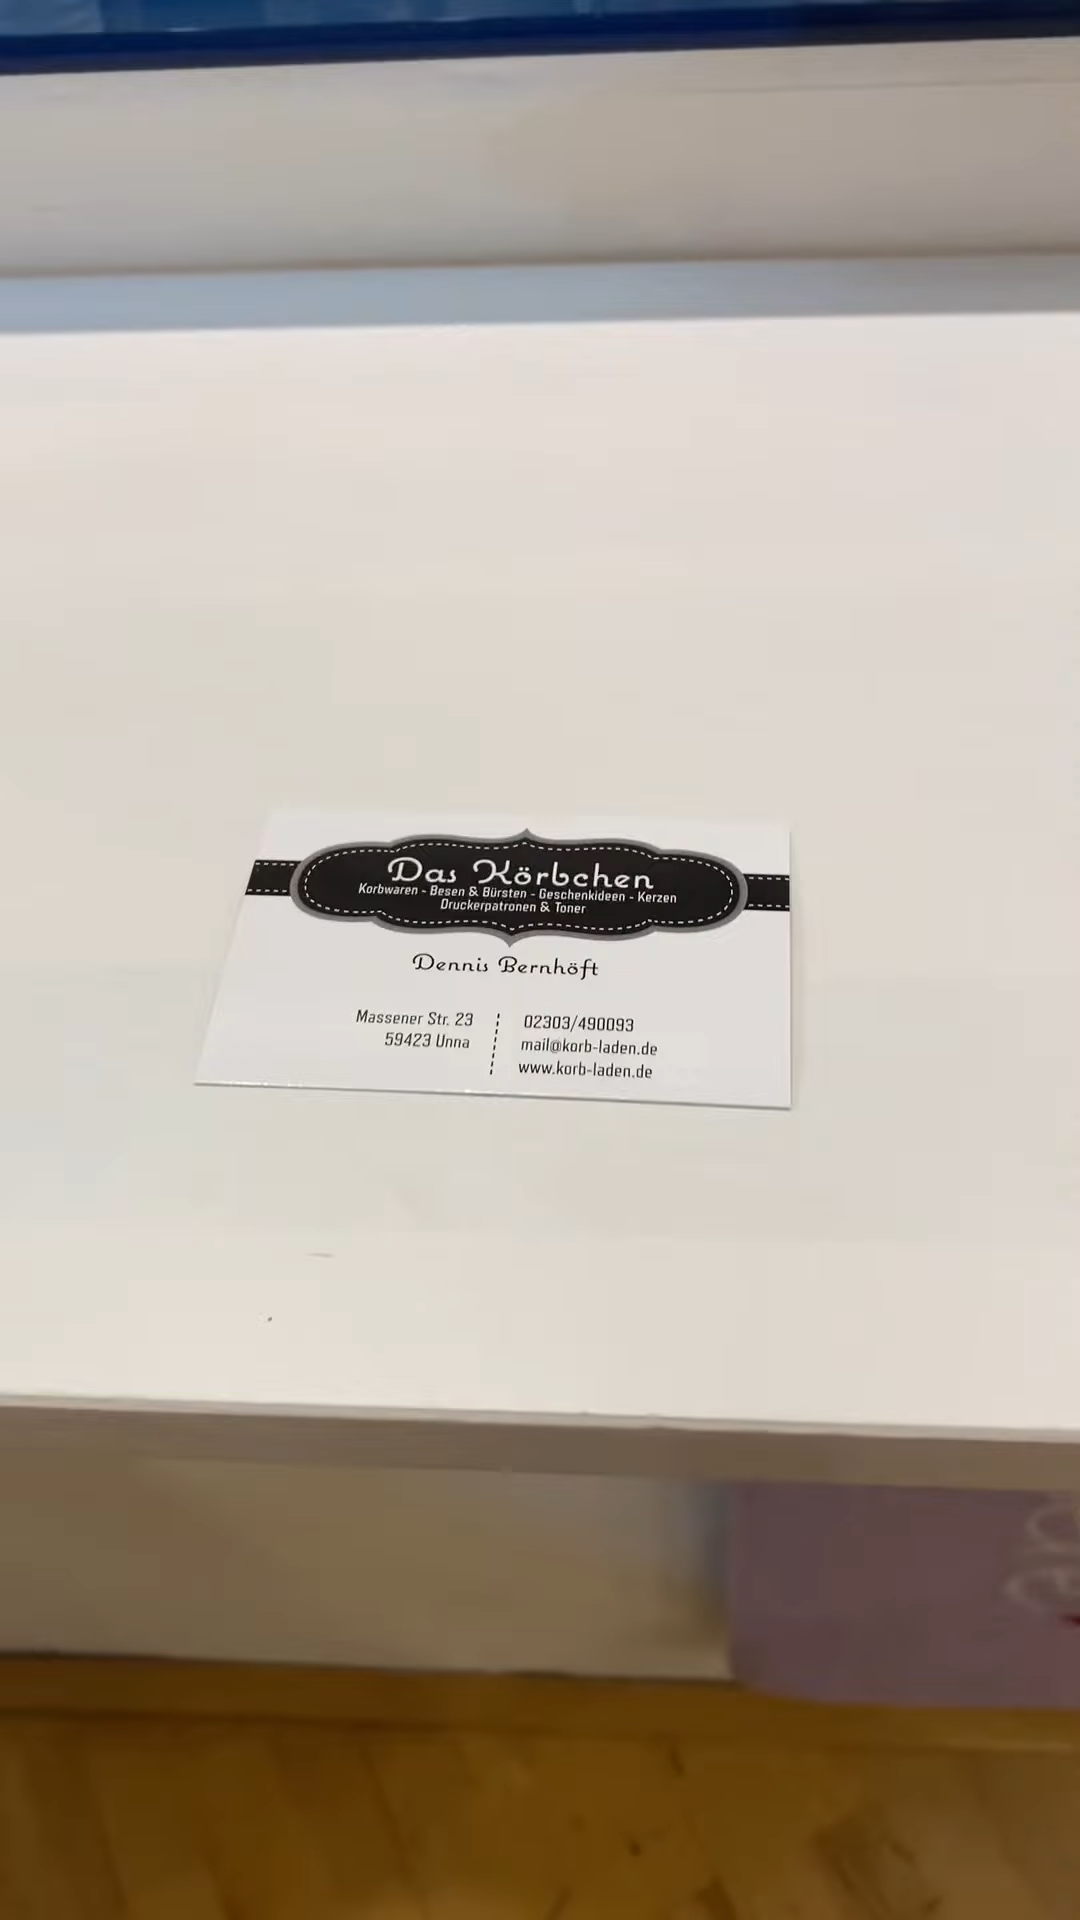 Das Körbchen
Korbwaren - Besen & Bürsten - Geschenkideen - Kerzen
Druckerpatronen & Toner
Dennis Bernhöft
Massener Str. 23
59423 Unna
02303/490093
mail@korb-laden.de
www.korb-laden.de